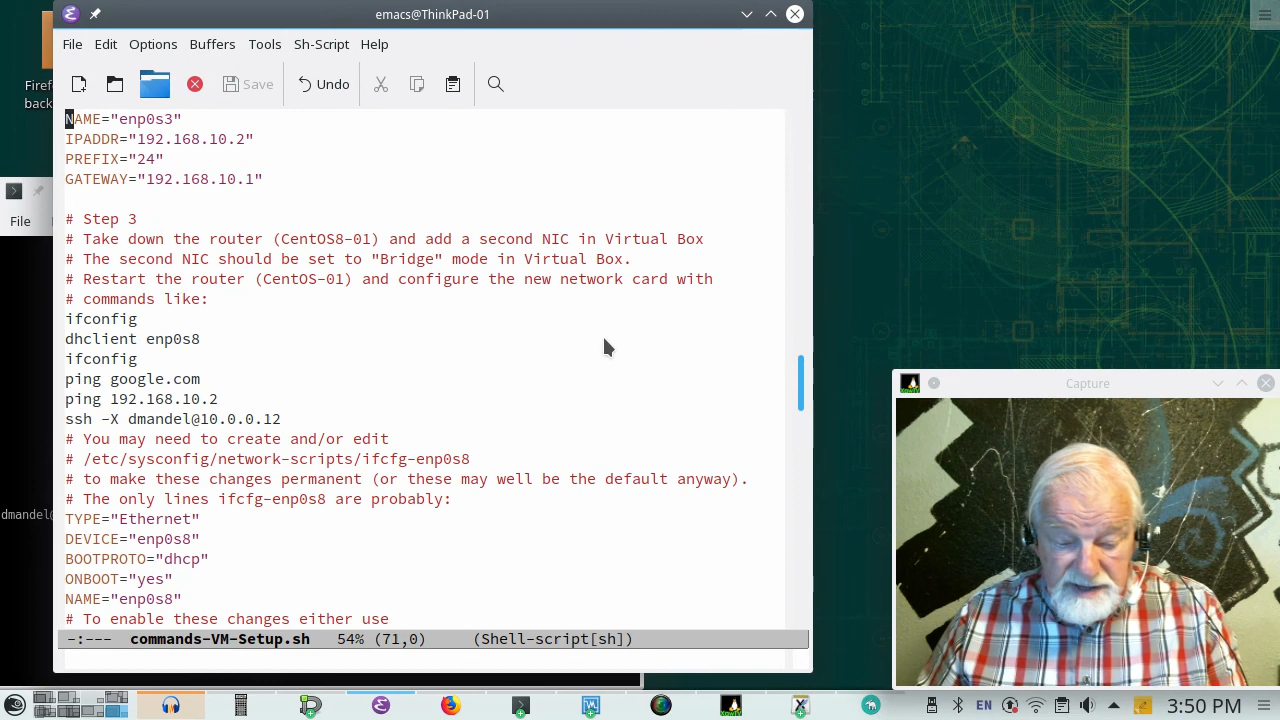 emacs@ThinkPad-01
File Edit Options Buffers Tools Sh-Script Help
Save Undo
NAME="enp0s3"
IPADDR="192.168.10.2"
PREFIX="24"
GATEWAY="192.168.10.1"
# Step 3
# Take down the router (CentOS8-01) and add a second NIC in Virtual Box
# The second NIC should be set to "Bridge" mode in Virtual Box.
# Restart the router (CentOS-01) and configure the new network card with
# commands like:
ifconfig
dhclient enp0s8
ifconfig
ping google.com
ping 192.168.10.2
ssh -X dmandel@10.0.0.12
# You may need to create and/or edit
# /etc/sysconfig/network-scripts/ifcfg-enp0s8
# to make these changes permanent (or these may well be the default anyway).
# The only lines ifcfg-enp0s8 are probably:
TYPE="Ethernet"
DEVICE="enp0s8"
BOOTPROTO="dhcp"
ONBOOT="yes"
NAME="enp0s8"
# To enable these changes either use
-:--- commands-VM-Setup.sh 54% (71,0) (Shell-script[sh])
Firef
back
File
dmandel@
Capture
EN 3:50 PM